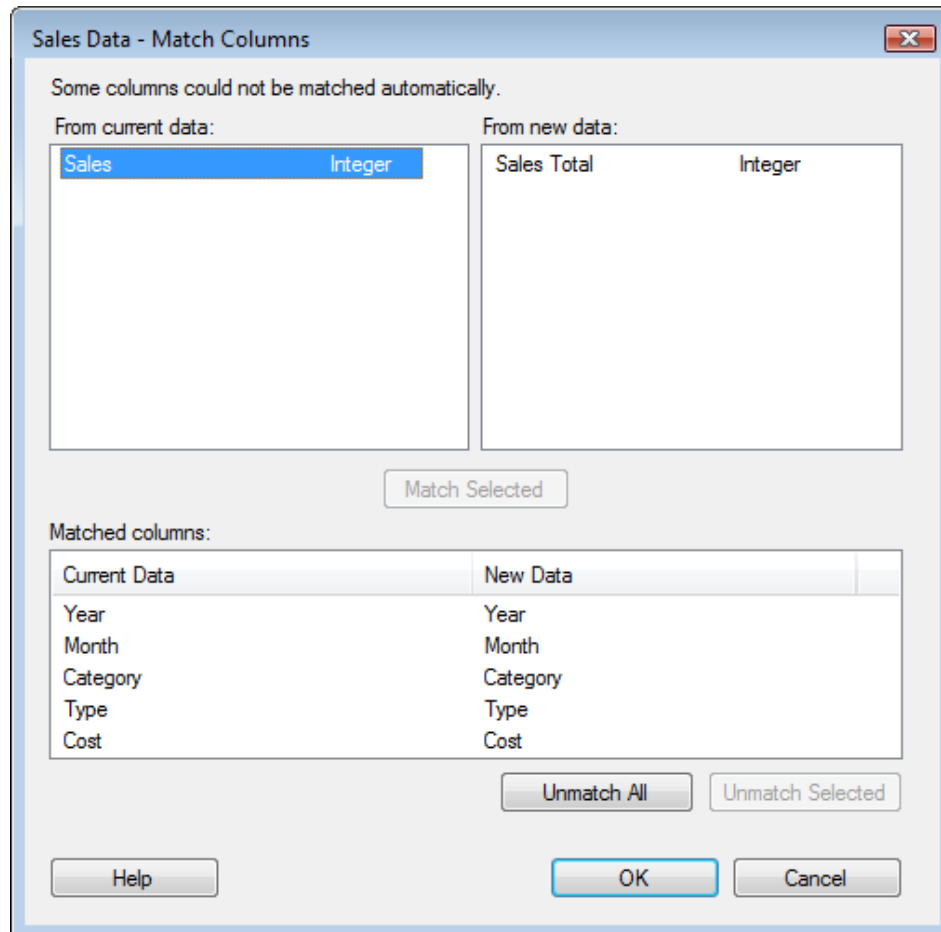 Sales Data - Match Columns
Some columns could not be matched automatically.
From current data: From new data:
Sales Integer Sales Total Integer
Match Selected
Matched columns:
Current Data New Data
Year Year
Month Month
Category Category
Type Type
Cost Cost
Unmatch All Unmatch Selected
Help OK Cancel